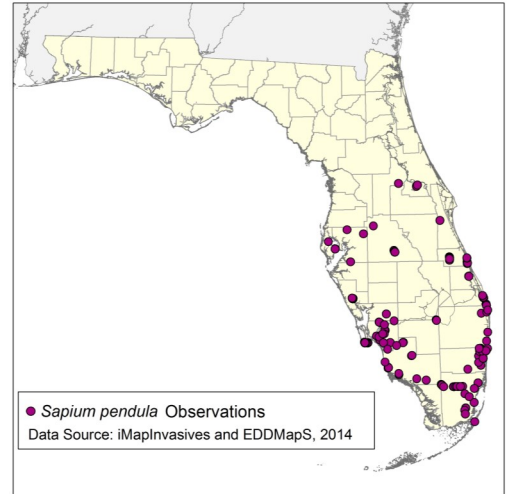 Sapium pendula Observations
Data Source: iMapInvasives and EDDMapS, 2014